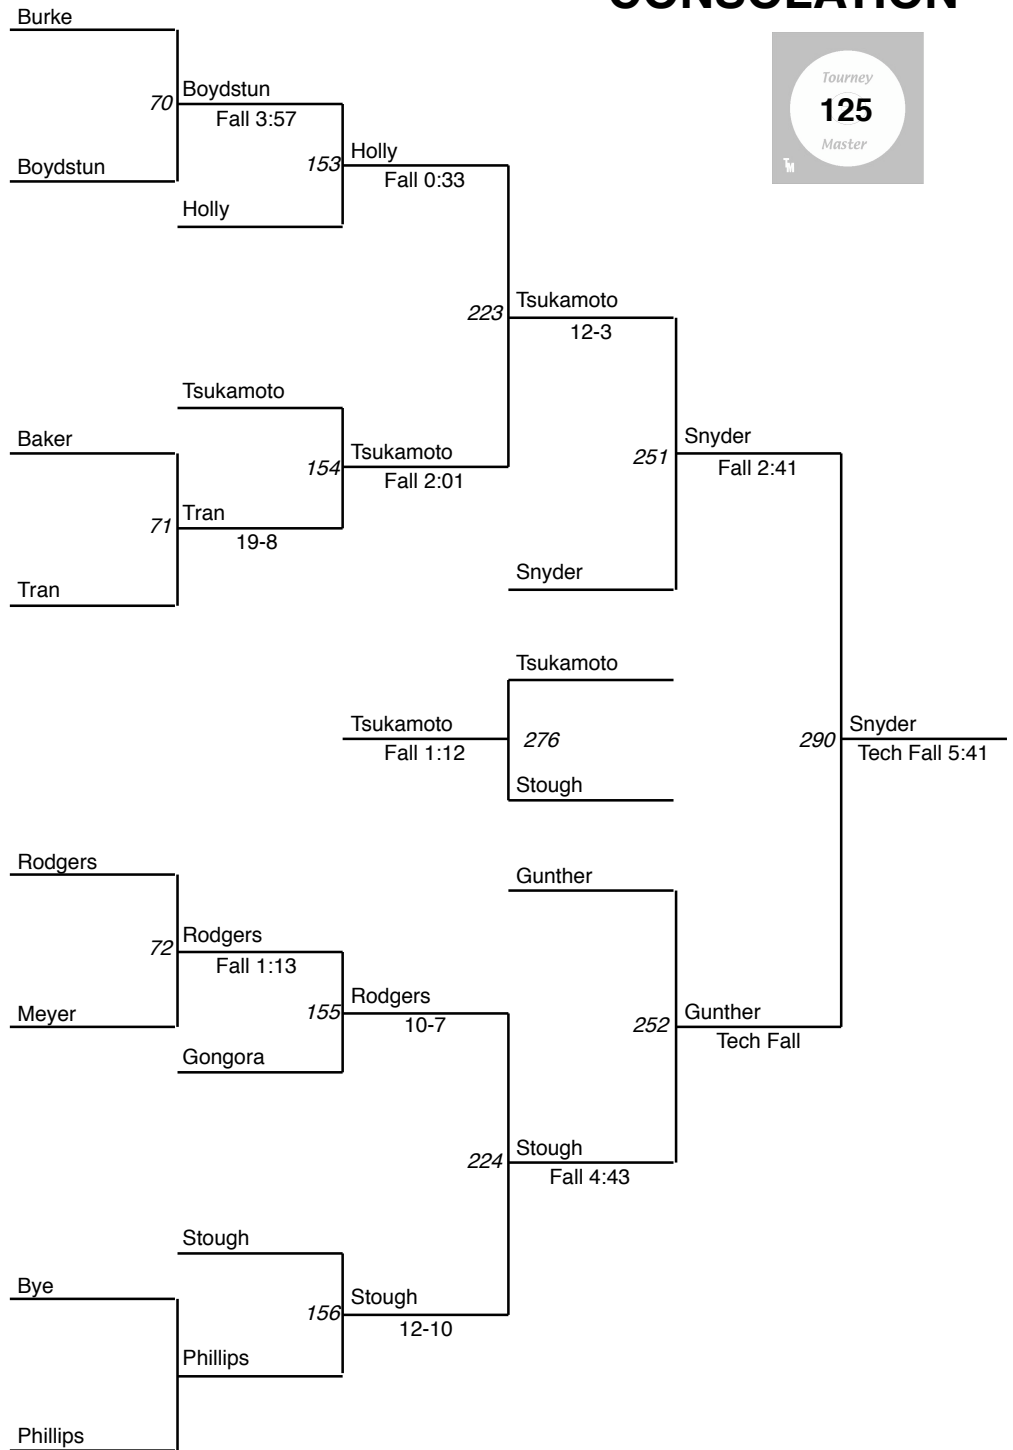 CONSOLATION
Burke
Tourney
125
Master
TM
70
Boydstun
Fall 3:57
Boydstun
153
Holly
Fall 0:33
Holly
223
Tsukamoto
12-3
Tsukamoto
Baker
154
Tsukamoto
Fall 2:01
251
Snyder
Fall 2:41
71
Tran
19-8
Tran
Snyder
Tsukamoto
Tsukamoto
Fall 1:12
276
290
Snyder
Tech Fall 5:41
Stough
Rodgers
Gunther
72
Rodgers
Fall 1:13
Meyer
155
Rodgers
10-7
252
Gunther
Tech Fall
Gongora
224
Stough
Fall 4:43
Stough
Bye
156
Stough
12-10
Phillips
Phillips